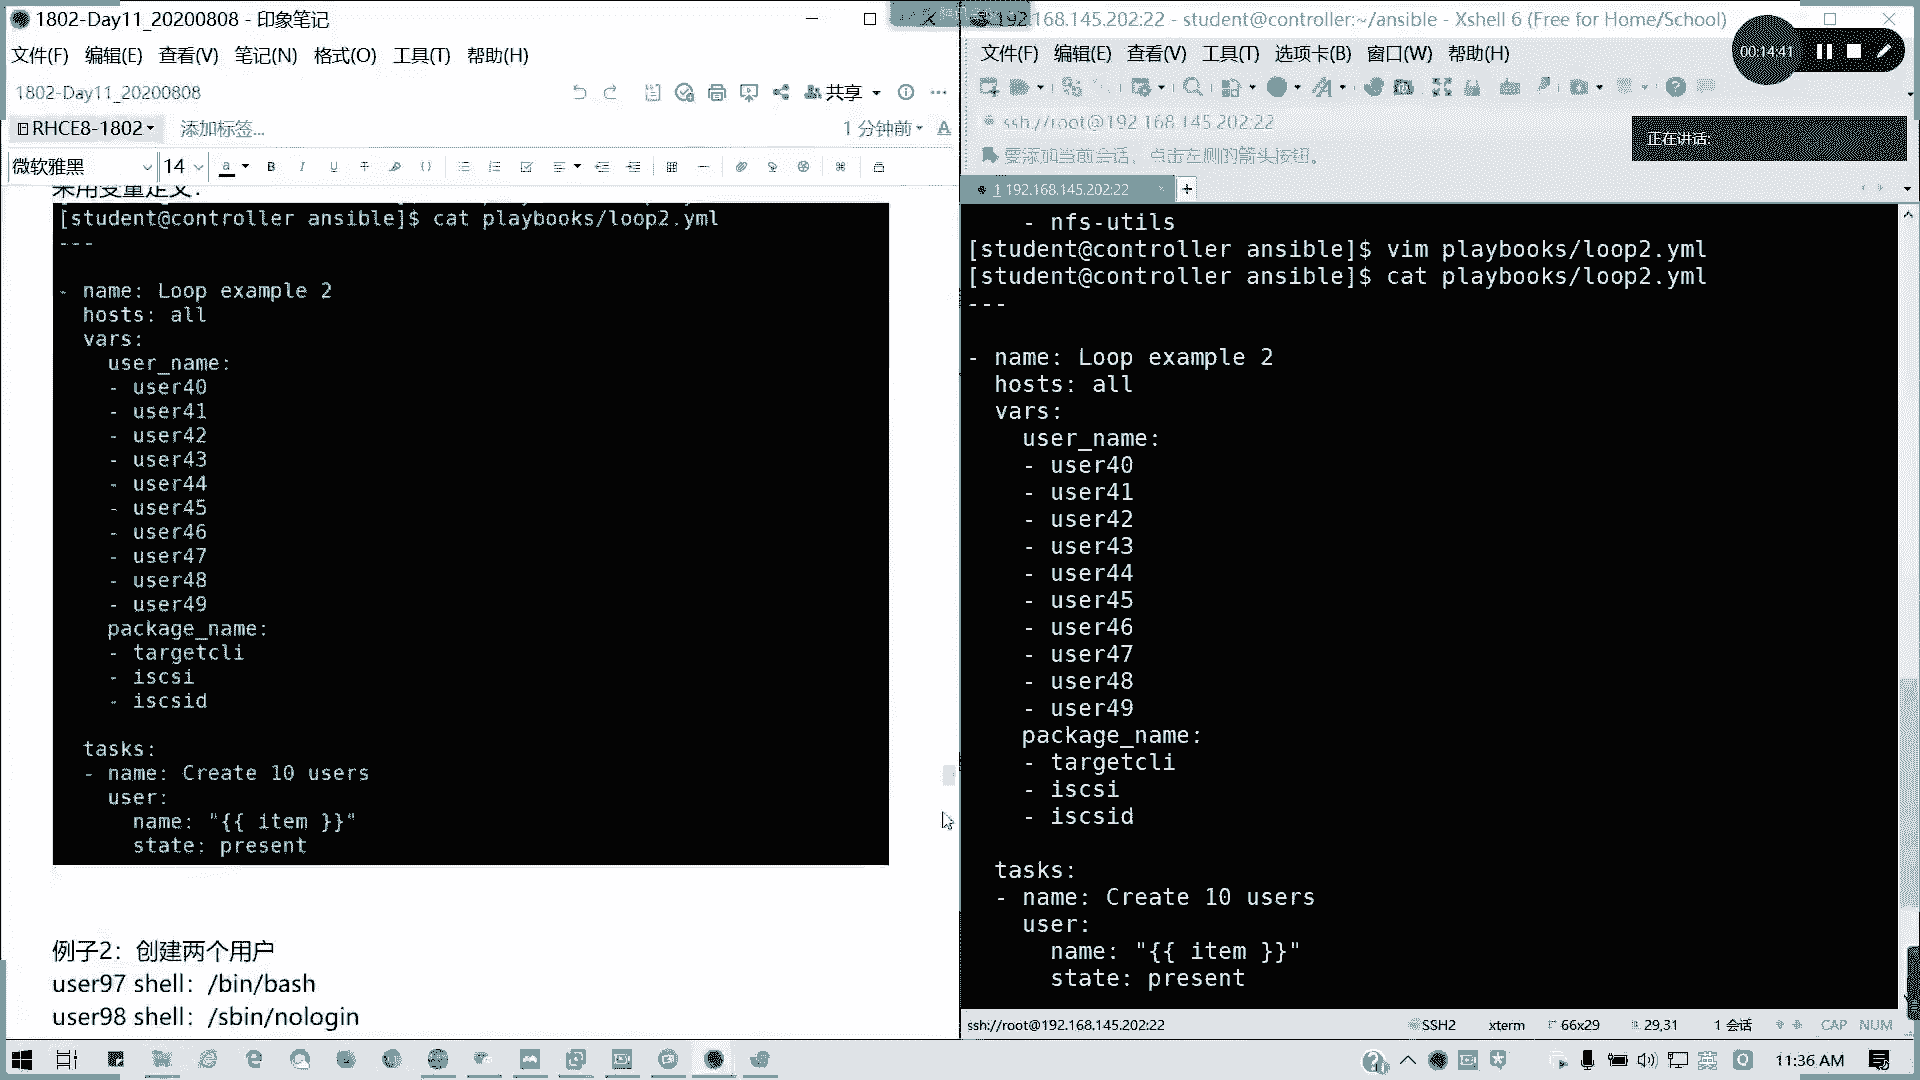 1802-Day11_20200808 - 印象笔记
文件(F) 编辑(E) 查看(V) 笔记(N) 格式(O) 工具(T) 帮助(H)
1802-Day11_20200808
共享
RHCE8-1802
添加标签...
1 分钟前
微软雅黑 14
采用变量定义:
[student@controller ansible]$ cat playbooks/loop2.yml
---
- name: Loop example 2
hosts: all
vars:
user_name:
- user40
- user41
- user42
- user43
- user44
- user45
- user46
- user47
- user48
- user49
package_name:
- targetcli
- iscsi
- iscsid
tasks:
- name: Create 10 users
user:
name: "{{ item }}"
state: present
例子2：创建两个用户
user97 shell：/bin/bash
user98 shell：/sbin/nologin
192.168.145.202:22 - student@controller:~/ansible - Xshell 6 (Free for Home/School)
文件(F) 编辑(E) 查看(V) 工具(T) 选项卡(B) 窗口(W) 帮助(H)
00:14:41
ssh://root@192.168.145.202:22
正在讲话:
要添加当前会话，点击左侧的箭头按钮。
1 192.168.145.202:22
- nfs-utils
[student@controller ansible]$ vim playbooks/loop2.yml
[student@controller ansible]$ cat playbooks/loop2.yml
---
- name: Loop example 2
hosts: all
vars:
user_name:
- user40
- user41
- user42
- user43
- user44
- user45
- user46
- user47
- user48
- user49
package_name:
- targetcli
- iscsi
- iscsid
tasks:
- name: Create 10 users
user:
name: "{{ item }}"
state: present
ssh://root@192.168.145.202:22 SSH2 xterm 66x29 29,31 1 会话 CAP NUM
英 11:36 AM